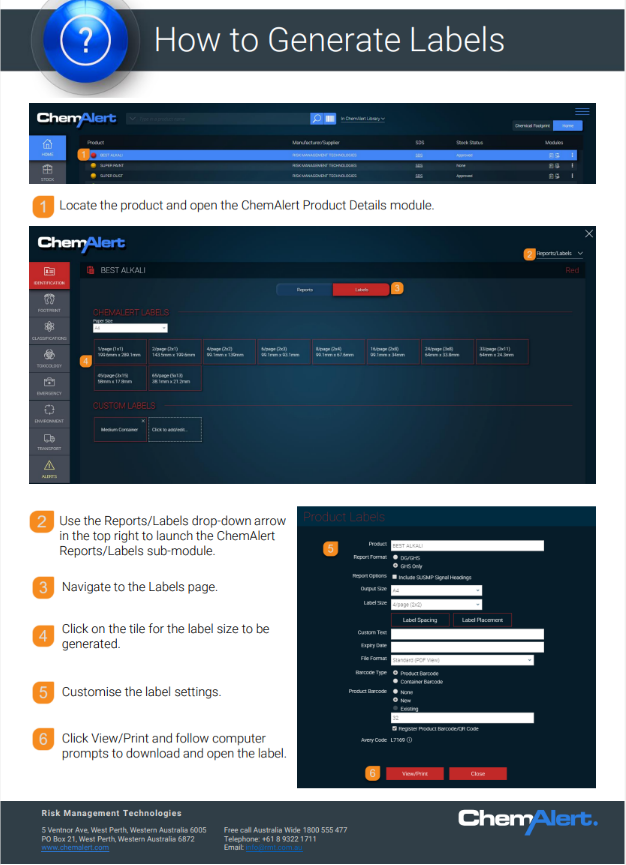 ?
How to Generate Labels
ChemAlert
In ChemAlert Library
Chemical Footprint
HOME
STOCK
Product Manufacturer/Supplier SDS Stock Status Modules
1 BEST ALKALI RISK MANAGEMENT TECHNOLOGIES SDS Approved
SUPER PAINT RISK MANAGEMENT TECHNOLOGIES SDS None
SUPER DUST RISK MANAGEMENT TECHNOLOGIES SDS Approved
1 Locate the product and open the ChemAlert Product Details module.
ChemAlert
2 Reports/Labels
BEST ALKALI Red
IDENTIFICATION
FOOTPRINT
CLASSIFICATIONS
TOXICOLOGY
EMERGENCY
ENVIRONMENT
TRANSPORT
ALERTS
Reports Labels 3
CHEMALERT LABELS
Paper Size
A4
4
1/page (1x1)
199.6mm x 289.1mm
2/page (2x1)
143.5mm x 199.6mm
4/page (2x2)
99.1mm x 139mm
6/page (2x3)
99.1mm x 93.1mm
8/page (2x4)
99.1mm x 67.6mm
16/page (2x8)
99.1mm x 34mm
24/page (3x8)
64mm x 33.8mm
33/page (3x11)
64mm x 24.3mm
45/page (3x15)
58mm x 17.8mm
65/page (5x13)
38.1mm x 21.2mm
CUSTOM LABELS
Medium Container
Click to add/edit...
2 Use the Reports/Labels drop-down arrow
in the top right to launch the ChemAlert
Reports/Labels sub-module.
3 Navigate to the Labels page.
4 Click on the tile for the label size to be
generated.
5 Customise the label settings.
6 Click View/Print and follow computer
prompts to download and open the label.
Product Labels
5
Product BEST ALKALI
Report Format DG/GHS
GHS Only
Report Options Include SUSMP Signal Headings
Output Size A4
Label Size 4/page (2x2)
Label Spacing Label Placement
Custom Text
Expiry Date
File Format Standard (PDF View)
Barcode Type Product Barcode
Container Barcode
Product Barcode None
New
Existing
32
Register Product Barcode/QR Code
Avery Code L7169
6 View/Print Close
Risk Management Technologies
5 Ventnor Ave, West Perth, Western Australia 6005
PO Box 21, West Perth, Western Australia 6872
www.chemalert.com
Free call Australia Wide 1800 555 477
Telephone: +61 8 9322 1711
Email: info@rmt.com.au
ChemAlert.